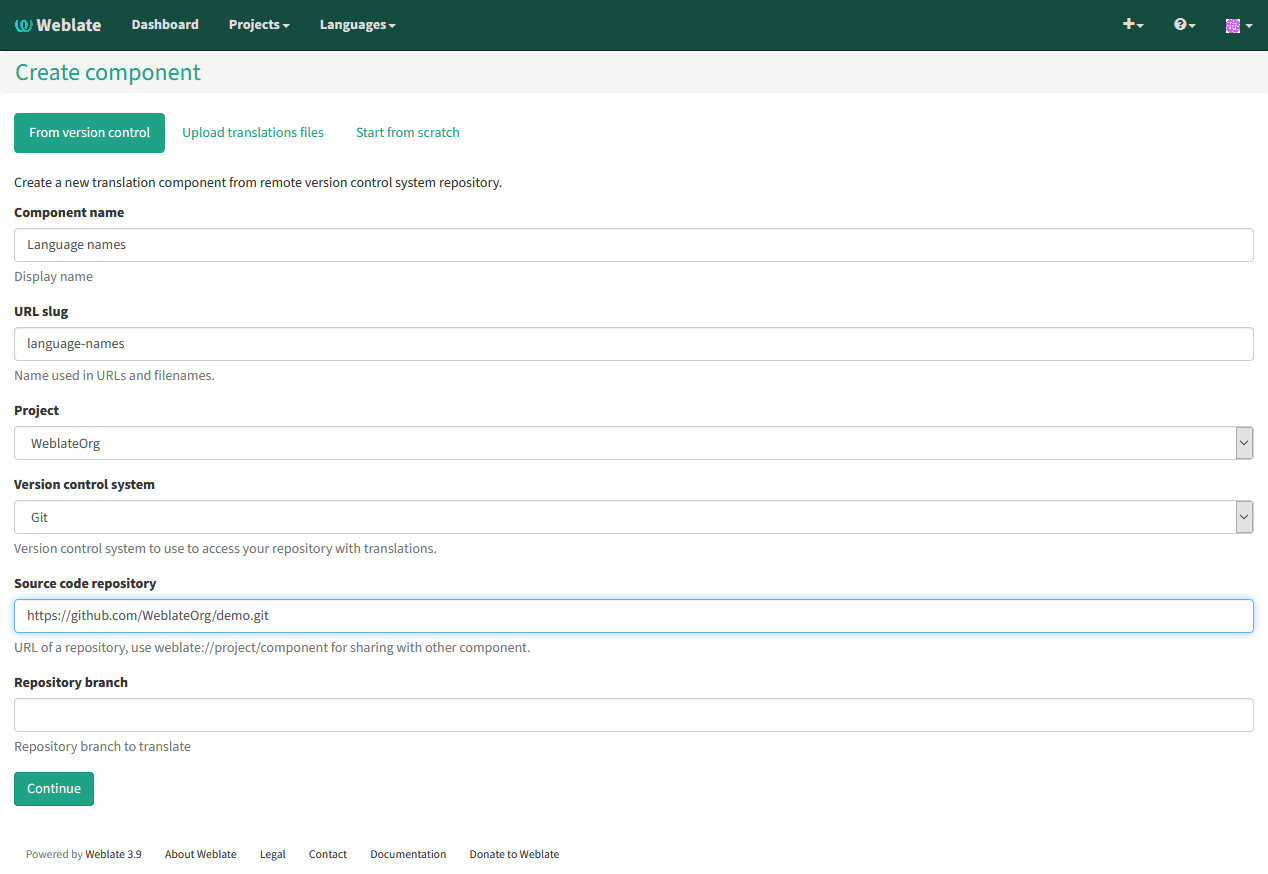 Weblate Dashboard Projects Languages
Create component
From version control Upload translations files Start from scratch
Create a new translation component from remote version control system repository.
Component name
Language names
Display name
URL slug
language-names
Name used in URLs and filenames.
Project
WeblateOrg
Version control system
Git
Version control system to use to access your repository with translations.
Source code repository
https://github.com/WeblateOrg/demo.git
URL of a repository, use weblate://project/component for sharing with other component.
Repository branch
Repository branch to translate
Continue
Powered by Weblate 3.9 About Weblate Legal Contact Documentation Donate to Weblate